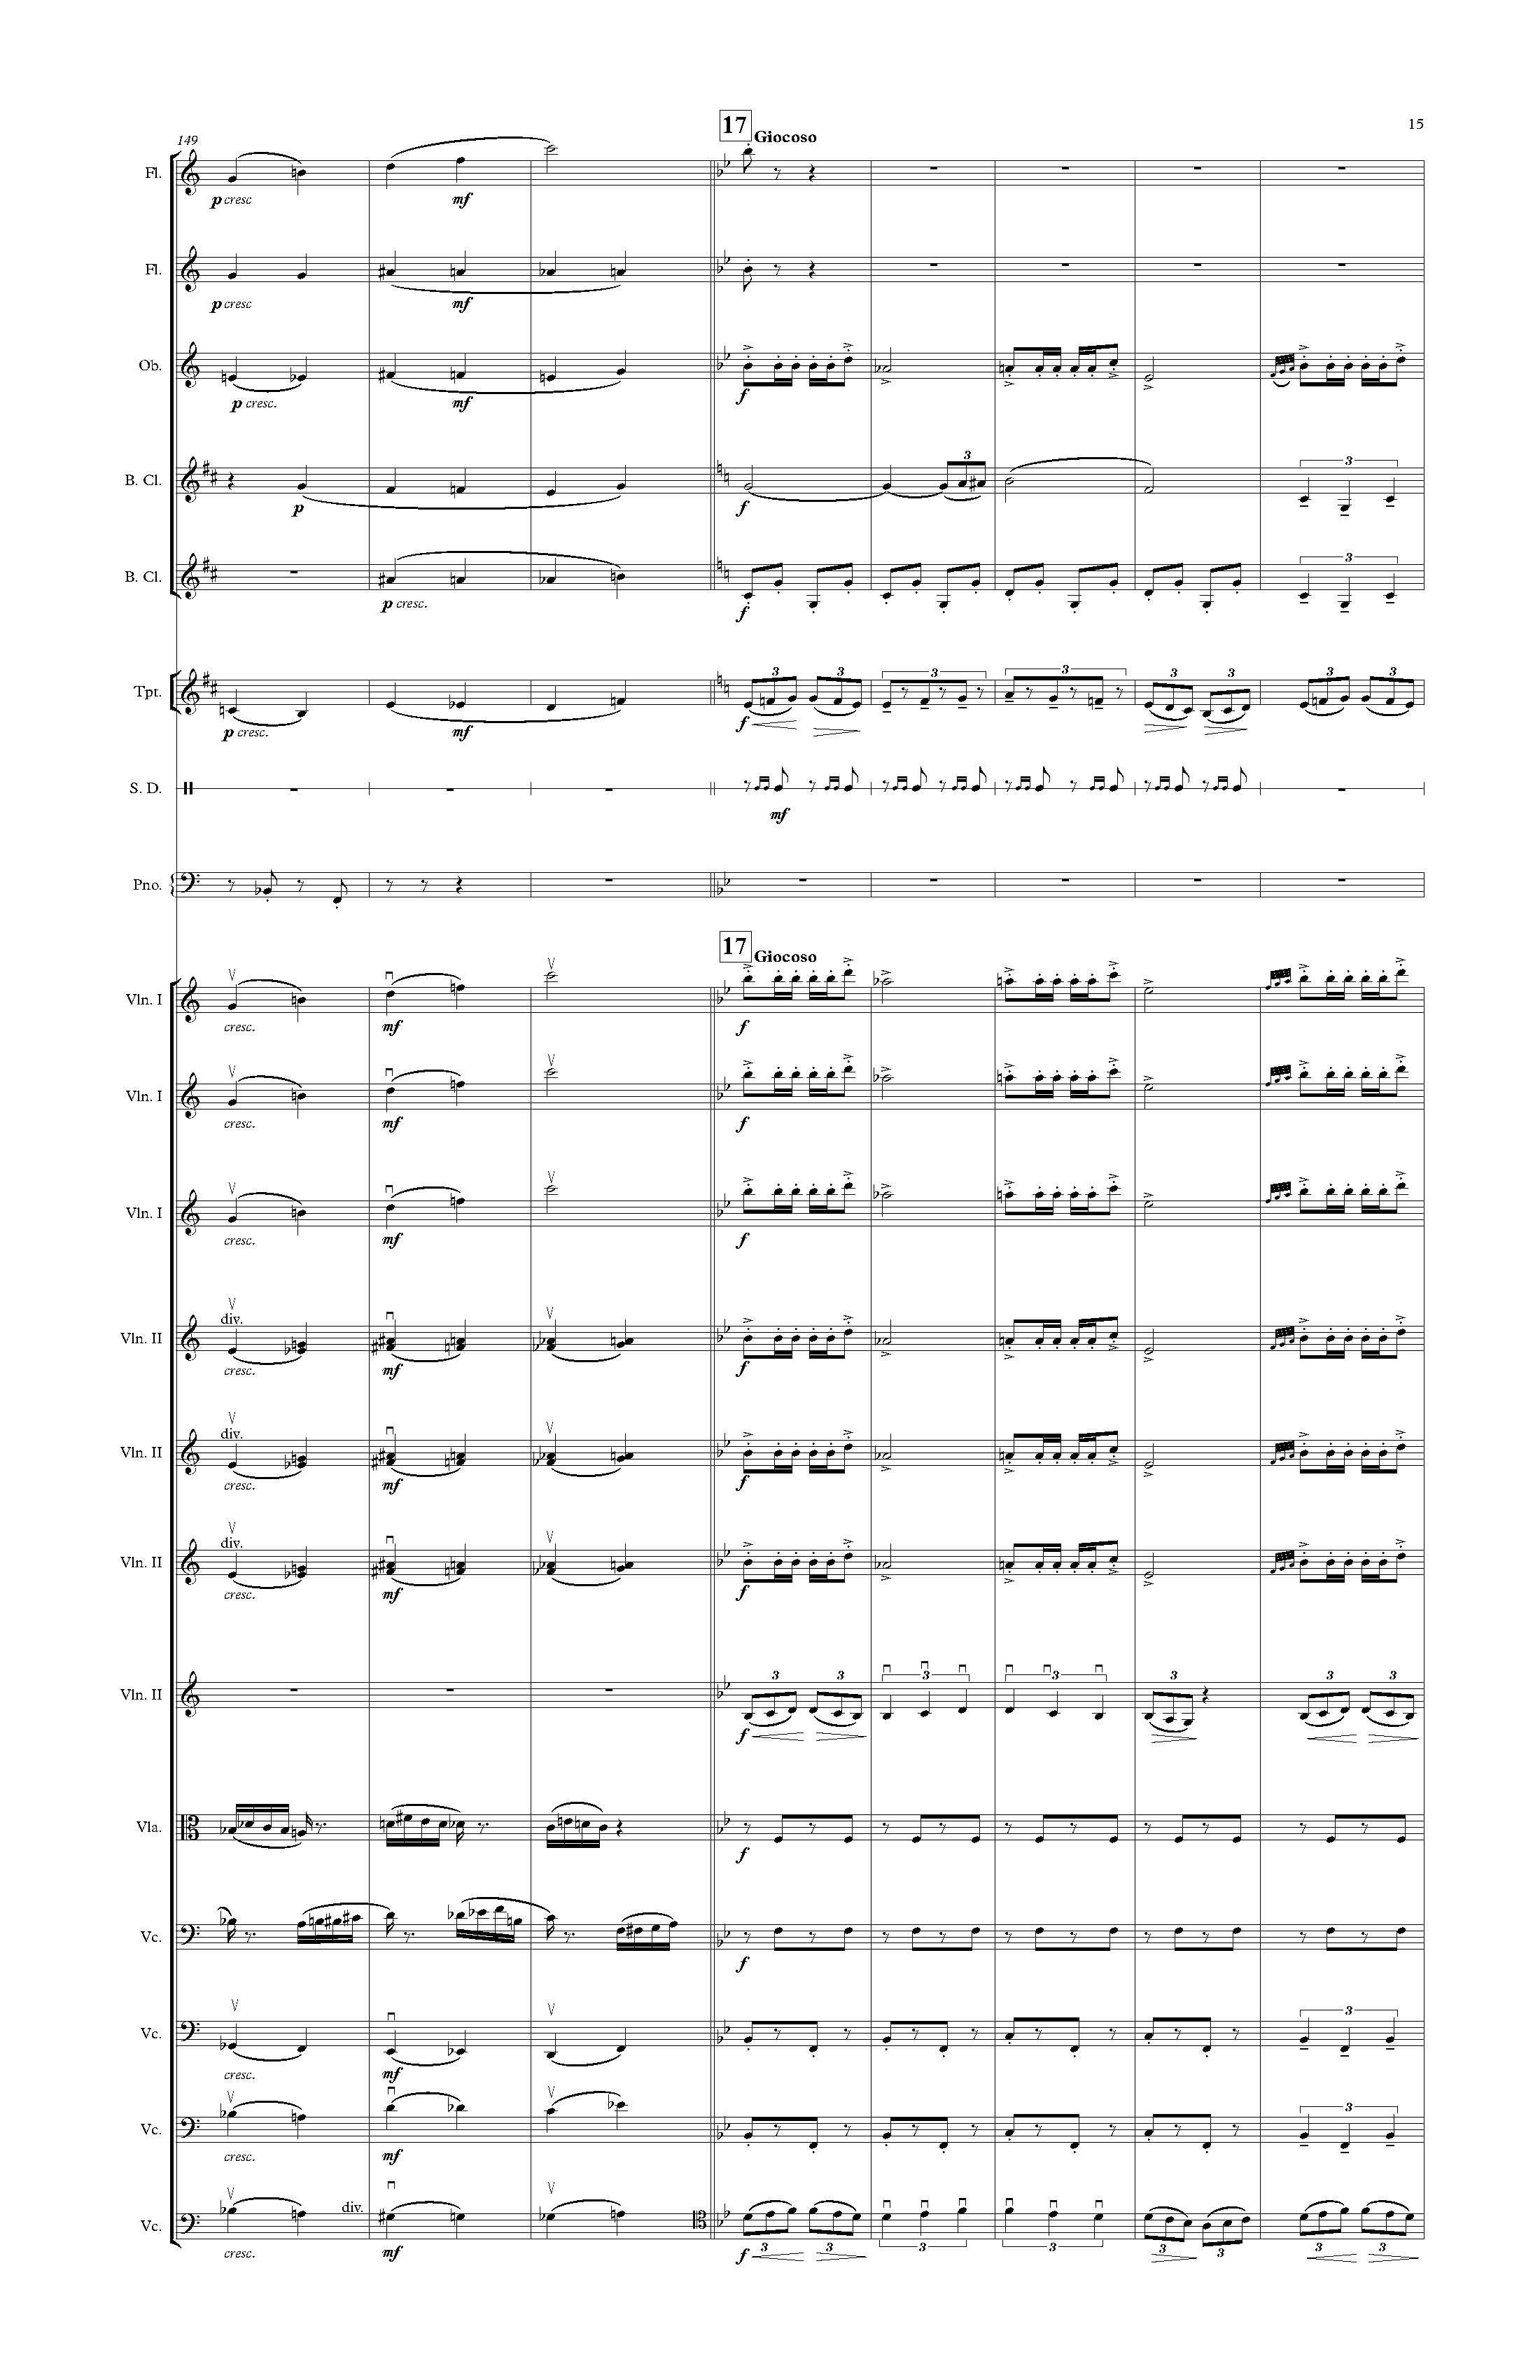 17 Giocoso 15
149
Fl.
p cresc mf
Fl.
p cresc mf
Ob.
p cresc. mf f
3 3
B. Cl.
p f
3
B. Cl.
p cresc. f
3 3 3 3 3 3 3 3
Tpt.
p cresc. mf f
S. D.
mf
Pno.
17 Giocoso
Vln. I
cresc. mf f
Vln. I
cresc. mf f
Vln. I
cresc. mf f
div.
Vln. II
cresc. mf f
div.
Vln. II
cresc. mf f
div.
Vln. II
cresc. mf f
3 3 3 3 3 3 3
Vln. II
f
Vla.
f
Vc.
f
3
Vc.
cresc. mf
3
Vc.
cresc. mf
div.
Vc.
3 3 3 3 3 3 3 3
cresc. mf f